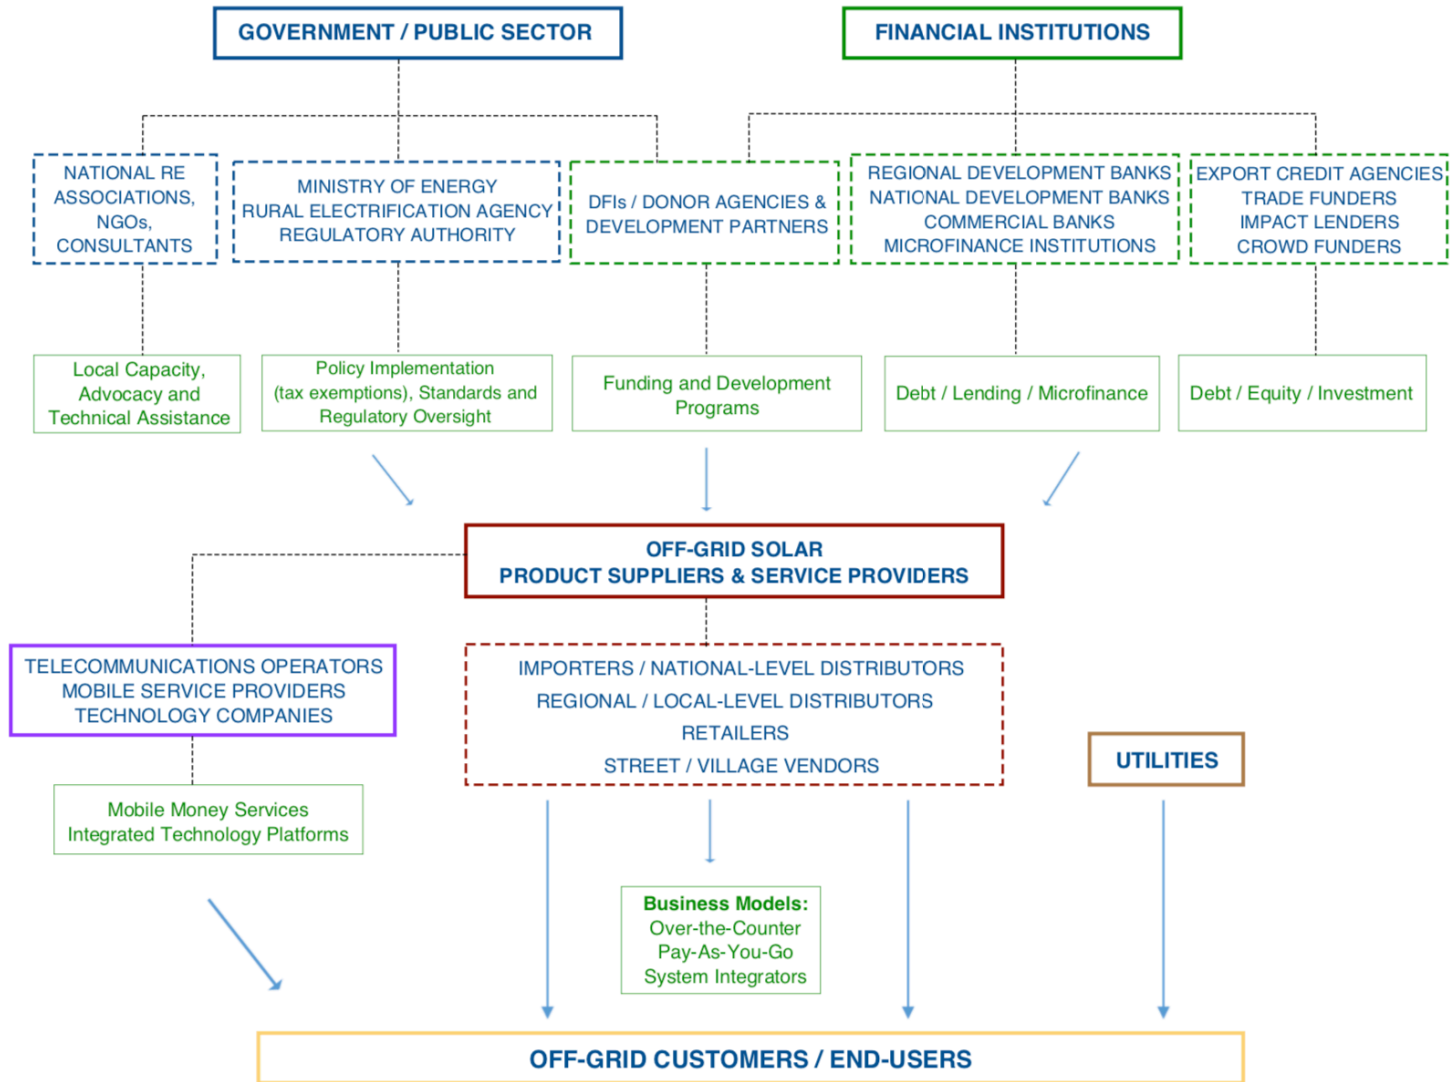 GOVERNMENT / PUBLIC SECTOR
FINANCIAL INSTITUTIONS
NATIONAL RE
ASSOCIATIONS,
NGOs,
CONSULTANTS
MINISTRY OF ENERGY
RURAL ELECTRIFICATION AGENCY
REGULATORY AUTHORITY
DFIs / DONOR AGENCIES &
DEVELOPMENT PARTNERS
REGIONAL DEVELOPMENT BANKS
NATIONAL DEVELOPMENT BANKS
COMMERCIAL BANKS
MICROFINANCE INSTITUTIONS
EXPORT CREDIT AGENCIES
TRADE FUNDERS
IMPACT LENDERS
CROWD FUNDERS
Local Capacity,
Advocacy and
Technical Assistance
Policy Implementation
(tax exemptions), Standards and
Regulatory Oversight
Funding and Development
Programs
Debt / Lending / Microfinance
Debt / Equity / Investment
OFF-GRID SOLAR
PRODUCT SUPPLIERS & SERVICE PROVIDERS
TELECOMMUNICATIONS OPERATORS
MOBILE SERVICE PROVIDERS
TECHNOLOGY COMPANIES
IMPORTERS / NATIONAL-LEVEL DISTRIBUTORS
REGIONAL / LOCAL-LEVEL DISTRIBUTORS
RETAILERS
STREET / VILLAGE VENDORS
UTILITIES
Mobile Money Services
Integrated Technology Platforms
Business Models:
Over-the-Counter
Pay-As-You-Go
System Integrators
OFF-GRID CUSTOMERS / END-USERS